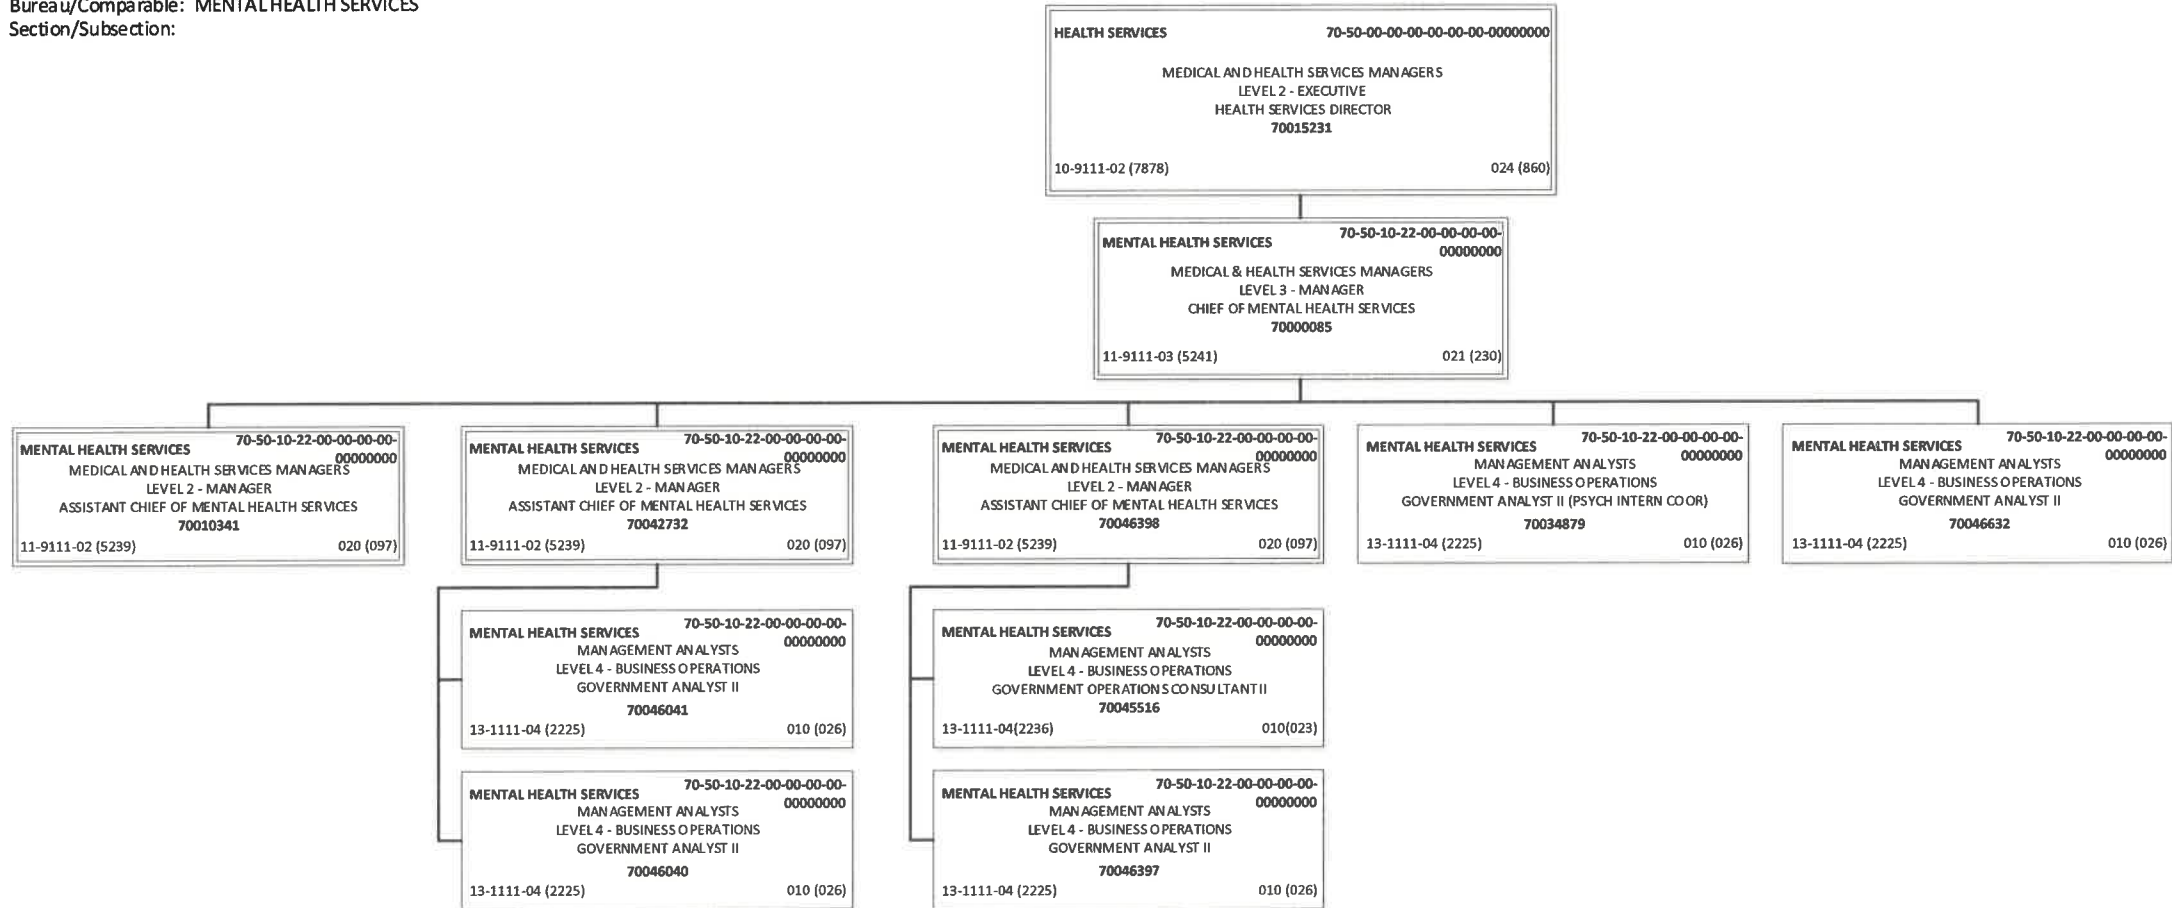 Bureau/Comparable: MENTAL HEALTH SERVICES
Section/Subsection:
HEALTH SERVICES 70-50-00-00-00-00-00-00000000
MEDICAL AND HEALTH SERVICES MANAGERS
LEVEL 2 - EXECUTIVE
HEALTH SERVICES DIRECTOR
70015231
10-9111-02 (7878) 024 (860)
MENTAL HEALTH SERVICES 70-50-10-22-00-00-00-00-
00000000
MEDICAL & HEALTH SERVICES MANAGERS
LEVEL 3 - MANAGER
CHIEF OF MENTAL HEALTH SERVICES
70000085
11-9111-03 (5241) 021 (230)
MENTAL HEALTH SERVICES 70-50-10-22-00-00-00-00-
00000000
MEDICAL AND HEALTH SERVICES MANAGERS
LEVEL 2 - MANAGER
ASSISTANT CHIEF OF MENTAL HEALTH SERVICES
70010341
11-9111-02 (5239) 020 (097)
MENTAL HEALTH SERVICES 70-50-10-22-00-00-00-00-
00000000
MEDICAL AND HEALTH SERVICES MANAGERS
LEVEL 2 - MANAGER
ASSISTANT CHIEF OF MENTAL HEALTH SERVICES
70042732
11-9111-02 (5239) 020 (097)
MENTAL HEALTH SERVICES 70-50-10-22-00-00-00-00-
00000000
MEDICAL AND HEALTH SERVICES MANAGERS
LEVEL 2 - MANAGER
ASSISTANT CHIEF OF MENTAL HEALTH SERVICES
70046398
11-9111-02 (5239) 020 (097)
MENTAL HEALTH SERVICES 70-50-10-22-00-00-00-00-
00000000
MANAGEMENT ANALYSTS
LEVEL 4 - BUSINESS OPERATIONS
GOVERNMENT ANALYST II (PSYCH INTERN COOR)
70034879
13-1111-04 (2225) 010 (026)
MENTAL HEALTH SERVICES 70-50-10-22-00-00-00-00-
00000000
MANAGEMENT ANALYSTS
LEVEL 4 - BUSINESS OPERATIONS
GOVERNMENT ANALYST II
70046632
13-1111-04 (2225) 010 (026)
MENTAL HEALTH SERVICES 70-50-10-22-00-00-00-00-
00000000
MANAGEMENT ANALYSTS
LEVEL 4 - BUSINESS OPERATIONS
GOVERNMENT ANALYST II
70046041
13-1111-04 (2225) 010 (026)
MENTAL HEALTH SERVICES 70-50-10-22-00-00-00-00-
00000000
MANAGEMENT ANALYSTS
LEVEL 4 - BUSINESS OPERATIONS
GOVERNMENT OPERATIONS CONSULTANT II
70045516
13-1111-04(2236) 010(023)
MENTAL HEALTH SERVICES 70-50-10-22-00-00-00-00-
00000000
MANAGEMENT ANALYSTS
LEVEL 4 - BUSINESS OPERATIONS
GOVERNMENT ANALYST II
70046040
13-1111-04 (2225) 010 (026)
MENTAL HEALTH SERVICES 70-50-10-22-00-00-00-00-
00000000
MANAGEMENT ANALYSTS
LEVEL 4 - BUSINESS OPERATIONS
GOVERNMENT ANALYST II
70046397
13-1111-04 (2225) 010 (026)